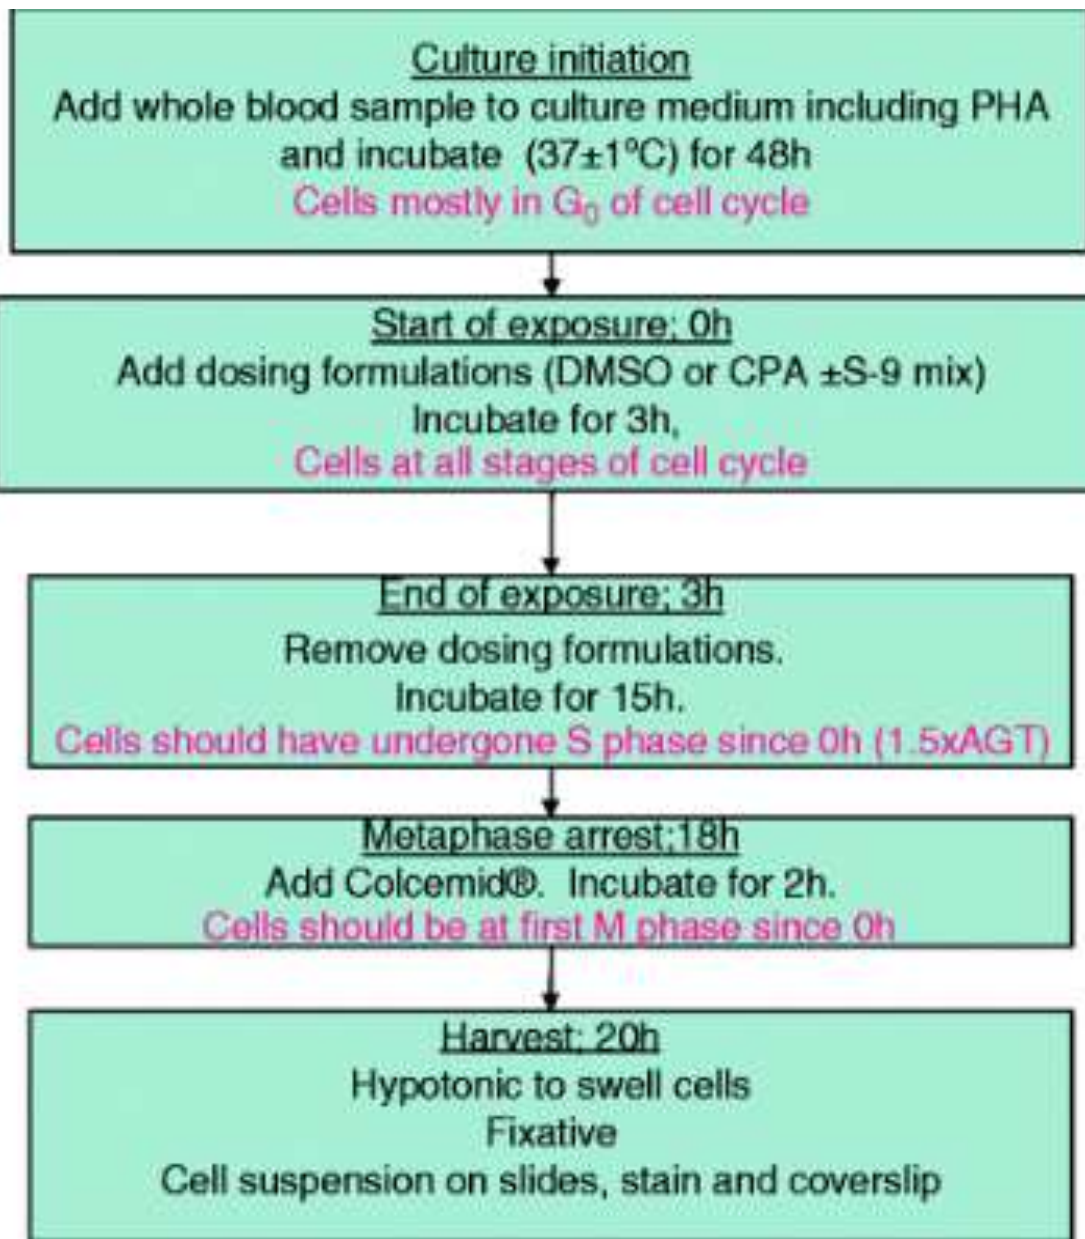 Culture initiation
Add whole blood sample to culture medium including PHA
and incubate (37±1ºC) for 48h
Cells mostly in G₀ of cell cycle
Start of exposure; 0h
Add dosing formulations (DMSO or CPA ±S-9 mix)
Incubate for 3h,
Cells at all stages of cell cycle
End of exposure; 3h
Remove dosing formulations.
Incubate for 15h.
Cells should have undergone S phase since 0h (1.5xAGT)
Metaphase arrest;18h
Add Colcemid®. Incubate for 2h.
Cells should be at first M phase since 0h
Harvest; 20h
Hypotonic to swell cells
Fixative
Cell suspension on slides, stain and coverslip